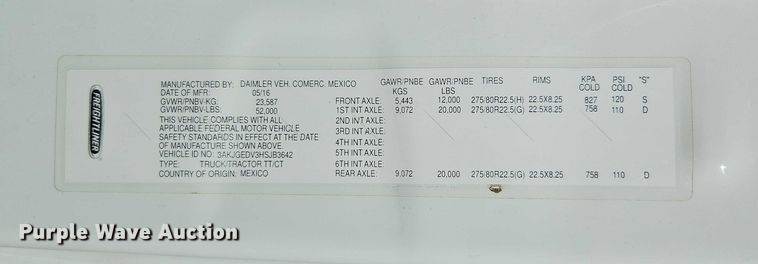 FREIGHTLINER
GAWR/PNBE GAWR/PNBE TIRES RIMS KPA PSI "S"
MANUFACTURED BY: DAIMLER VEH. COMERC. MEXICO KGS LBS COLD COLD
DATE OF MFR: 05/16
GVWR/PNBV-KG: 23,587 FRONT AXLE: 5,443 12,000 275/80R22.5(H) 22.5X8.25 827 120 S
GVWR/PNBV-LBS: 52,000 1ST INT AXLE: 9,072 20,000 275/80R22.5(G) 22.5X8.25 758 110 D
THIS VEHICLE COMPLIES WITH ALL 2ND INT AXLE:
APPLICABLE FEDERAL MOTOR VEHICLE 3RD INT AXLE:
SAFETY STANDARDS IN EFFECT AT THE DATE 4TH INT AXLE:
OF MANUFACTURE SHOWN ABOVE. 5TH INT AXLE:
VEHICLE ID NO: 3AKJGEDV3HSJB3642
TYPE: TRUCK/TRACTOR TT/CT 6TH INT AXLE:
COUNTRY OF ORIGIN: MEXICO REAR AXLE: 9,072 20,000 275/80R22.5(G) 22.5X8.25 758 110 D
Purple Wave Auction